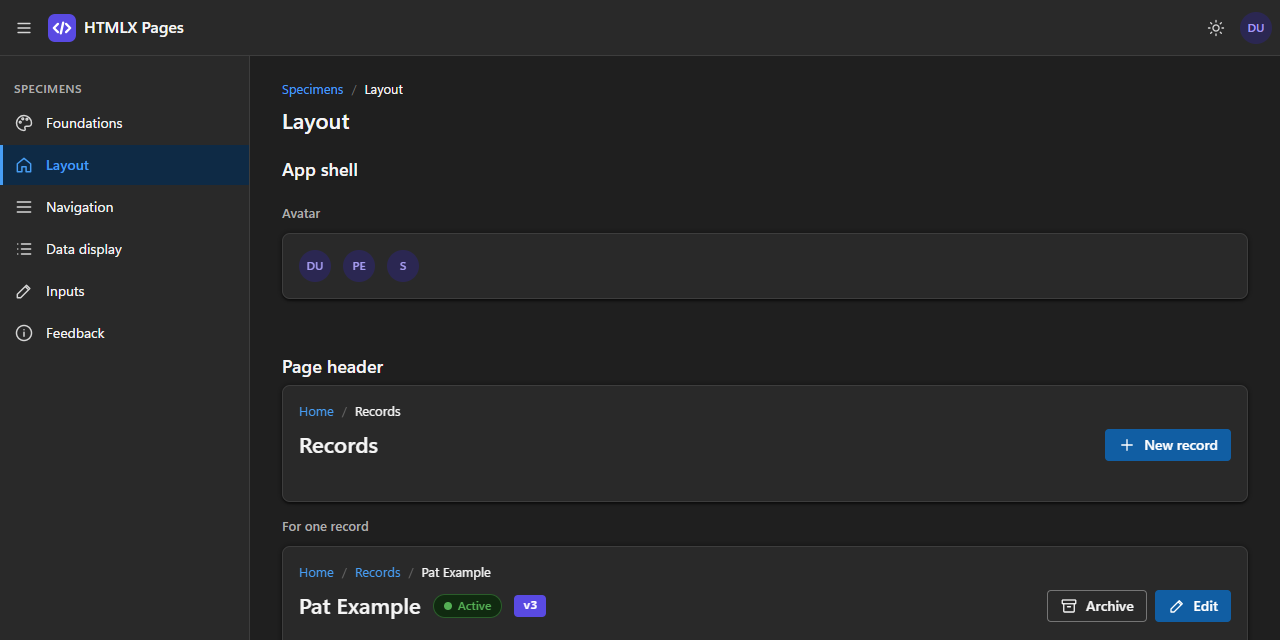 HTMLX Pages
DU
SPECIMENS
Foundations
Layout
Navigation
Data display
Inputs
Feedback
Specimens / Layout
Layout
App shell
Avatar
DU PE S
Page header
Home / Records
Records
New record
For one record
Home / Records / Pat Example
Pat Example Active v3
Archive Edit